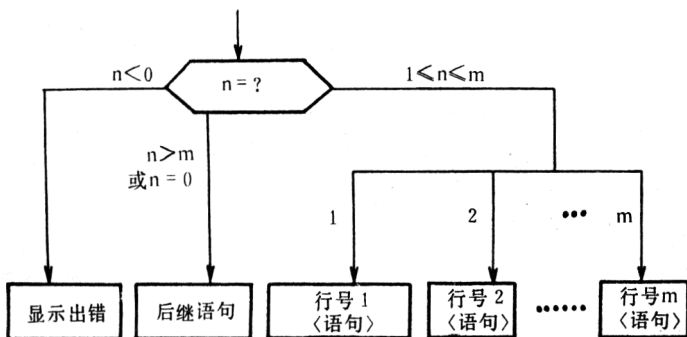 n<0
n = ?
1≤n≤m
n>m
或n = 0
1
2
••• m
显示出错
后继语句
行号1
〈语句〉
行号2
〈语句〉
••••••
行号m
〈语句〉